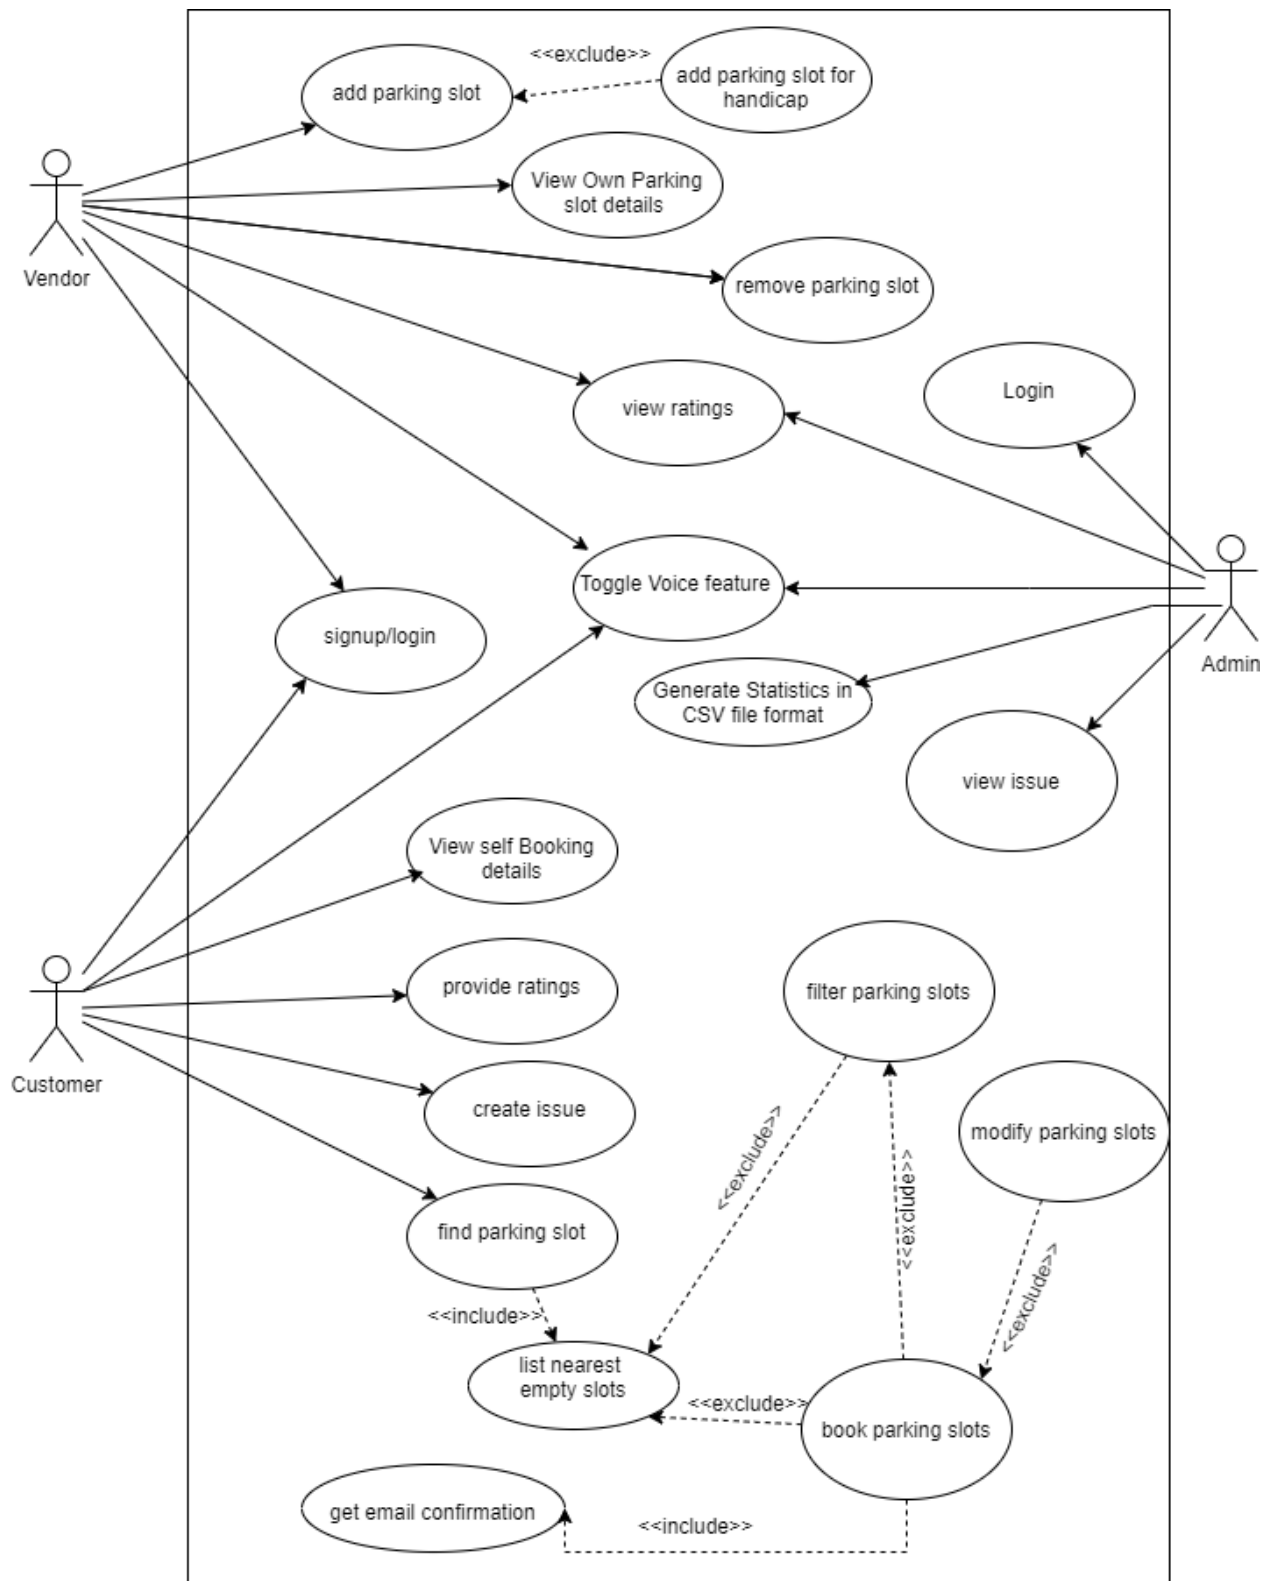 <<exclude>>
add parking slot
add parking slot for
handicap
View Own Parking
slot details
Vendor
remove parking slot
Login
view ratings
Toggle Voice feature
signup/login
Admin
Generate Statistics in
CSV file format
view issue
View self Booking
details
provide ratings
filter parking slots
Customer
create issue
modify parking slots
<<exclude>>
<<exclude>>
find parking slot
<<exclude>>
<<include>>
list nearest
empty slots
<<exclude>>
book parking slots
get email confirmation
<<include>>